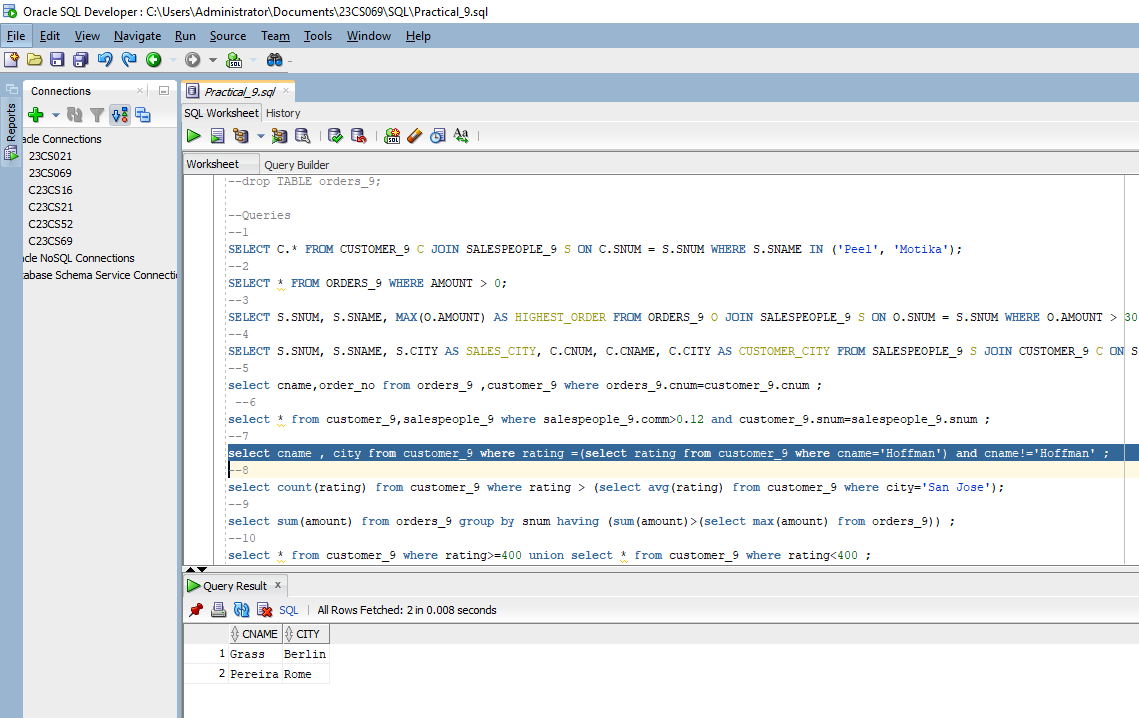 Oracle SQL Developer : C:\Users\Administrator\Documents\23CS069\SQL\Practical_9.sql
File Edit View Navigate Run Source Team Tools Window Help
Reports
Connections
acle Connections
23CS021
23CS069
C23CS16
C23CS21
C23CS52
C23CS69
acle NoSQL Connections
tabase Schema Service Connecti
Practical_9.sql
SQL Worksheet History
Aa
Worksheet Query Builder
--drop TABLE orders_9;
--Queries
--1
SELECT C.* FROM CUSTOMER_9 C JOIN SALESPEOPLE_9 S ON C.SNUM = S.SNUM WHERE S.SNAME IN ('Peel', 'Motika');
--2
SELECT * FROM ORDERS_9 WHERE AMOUNT > 0;
--3
SELECT S.SNUM, S.SNAME, MAX(O.AMOUNT) AS HIGHEST_ORDER FROM ORDERS_9 O JOIN SALESPEOPLE_9 S ON O.SNUM = S.SNUM WHERE O.AMOUNT > 30
--4
SELECT S.SNUM, S.SNAME, S.CITY AS SALES_CITY, C.CNUM, C.CNAME, C.CITY AS CUSTOMER_CITY FROM SALESPEOPLE_9 S JOIN CUSTOMER_9 C ON S
--5
select cname,order_no from orders_9 ,customer_9 where orders_9.cnum=customer_9.cnum ;
--6
select * from customer_9,salespeople_9 where salespeople_9.comm>0.12 and customer_9.snum=salespeople_9.snum ;
--7
select cname , city from customer_9 where rating =(select rating from customer_9 where cname='Hoffman') and cname!='Hoffman' ;
--8
select count(rating) from customer_9 where rating > (select avg(rating) from customer_9 where city='San Jose');
--9
select sum(amount) from orders_9 group by snum having (sum(amount)>(select max(amount) from orders_9)) ;
--10
select * from customer_9 where rating>=400 union select * from customer_9 where rating<400 ;
Query Result
SQL | All Rows Fetched: 2 in 0.008 seconds
CNAME CITY
1 Grass Berlin
2 Pereira Rome